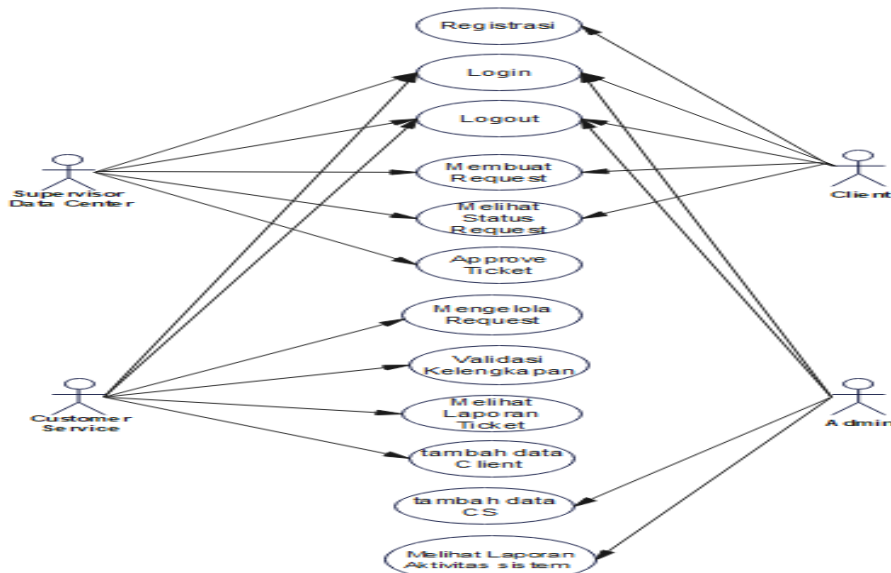 Registrasi
Login
Logout
Membuat
Request
Supervisor
Data Center
Client
Melihat
Status
Request
Approve
Ticket
Mengelola
Request
Validasi
Kelengkapan
Customer
Service
Melihat
Laporan
Ticket
Admin
tambah data
Client
tambah data
CS
Melihat Laporan
Aktivitas sistem